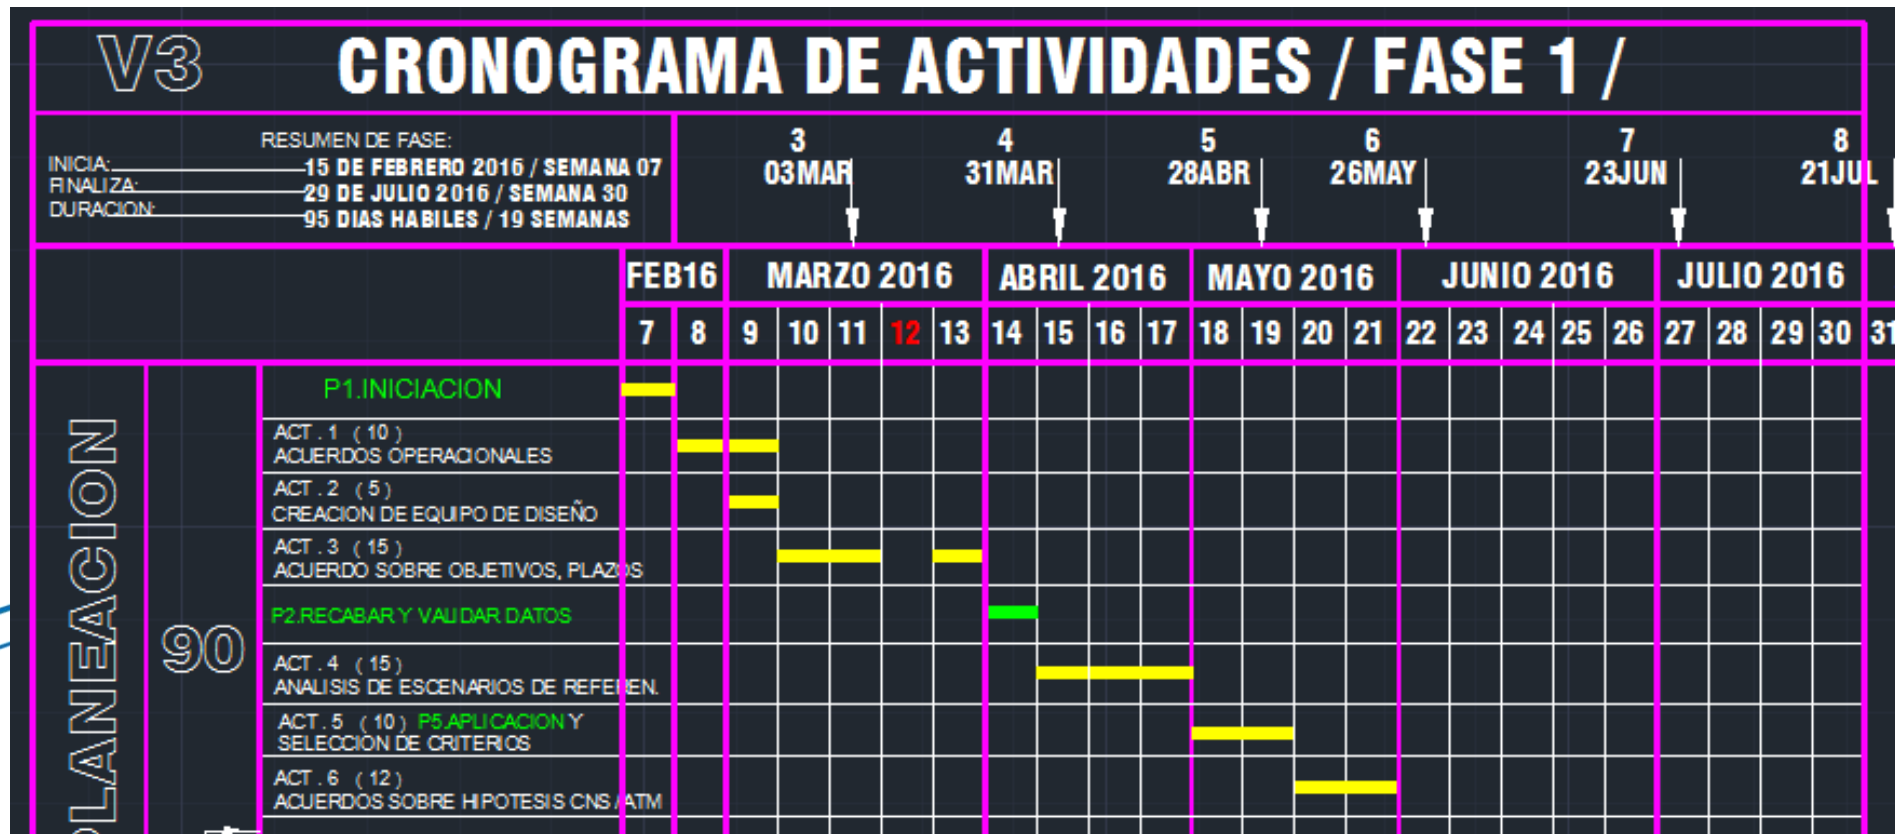 V3 CRONOGRAMA DE ACTIVIDADES / FASE 1 /
RESUMEN DE FASE:
INICIA: 15 DE FEBRERO 2016 / SEMANA 07
FINALIZA: 29 DE JULIO 2016 / SEMANA 30
DURACION: 95 DIAS HABILES / 19 SEMANAS
3 4 5 6 7 8
03MAR 31MAR 28ABR 26MAY 23JUN 21JUL
FEB16 MARZO 2016 ABRIL 2016 MAYO 2016 JUNIO 2016 JULIO 2016
7 8 9 10 11 12 13 14 15 16 17 18 19 20 21 22 23 24 25 26 27 28 29 30 31
PLANEACION
90
P1.INICIACION
ACT . 1 ( 10 )
ACUERDOS OPERACIONALES
ACT . 2 ( 5 )
CREACION DE EQUIPO DE DISEÑO
ACT . 3 ( 15 )
ACUERDO SOBRE OBJETIVOS, PLAZOS
P2.RECABAR Y VALIDAR DATOS
ACT . 4 ( 15 )
ANALISIS DE ESCENARIOS DE REFEREN.
ACT . 5 ( 10 ) P5.APLICACION Y
SELECCION DE CRITERIOS
ACT . 6 ( 12 )
ACUERDOS SOBRE HIPOTESIS CNS / ATM